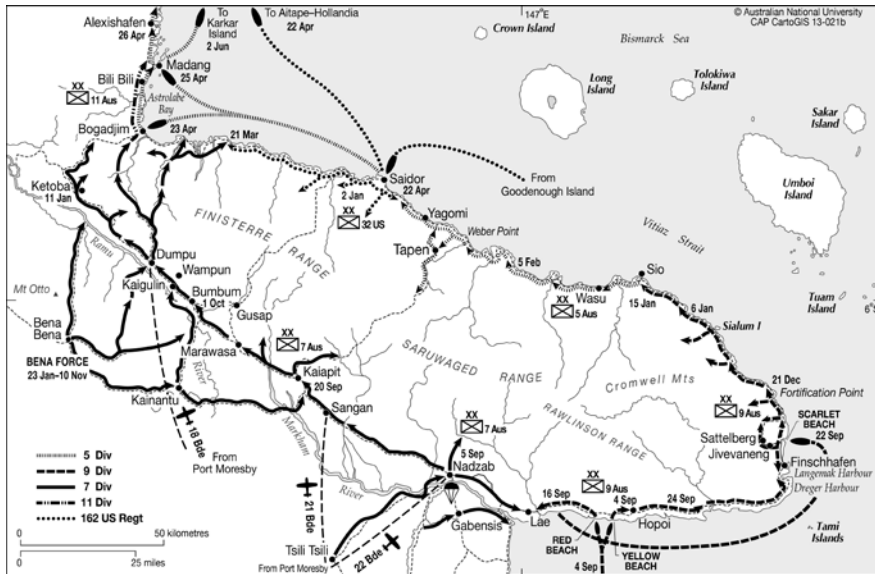 To
Karkar
Island
2 Jun
To Aitape–Hollandia
22 Apr
147°E
© Australian National University
CAP CartoGIS 13-021b
Alexishafen
26 Apr
Crown Island
Bismarck Sea
Madang
25 Apr
Bili Bili
XX
11 Aus
Astrolabe
Bay
Long
Island
Tolokiwa
Island
Sakar
Island
Bogadjim
23 Apr
21 Mar
Saidor
22 Apr
From
Goodenough Island
Umboi
Island
Ketoba
11 Jan
2 Jan
XX
32 US
FINISTERRE
RANGE
Yagomi
Weber Point
Tapen
Vitiaz Strait
Ramu
Dumpu
Wampun
Kaigulin
Bumbum
1 Oct
Gusap
5 Feb
Sio
Wasu
15 Jan
XX
5 Aus
6 Jan
Sialum I
Tuam
Island
6°S
Mt Otto
Bena
Bena
BENA FORCE
23 Jan–10 Nov
Marawasa
River
XX
7 Aus
Kaiapit
20 Sep
SARUWAGED RANGE
Cromwell Mts
21 Dec
Fortification Point
Kainantu
18 Bde
From
Port Moresby
Sangan
Markham
River
XX
7 Aus
RAWLINSON RANGE
XX
9 Aus
SCARLET
BEACH
22 Sep
Sattelberg
Jivevaneng
Finschhafen
Langemak Harbour
Dreger Harbour
5 Sep
Nadzab
21 Bde
XX
9 Aus
16 Sep
4 Sep
24 Sep
Gabensis
Lae
Hopoi
RED
BEACH
YELLOW
BEACH
4 Sep
Tami
Islands
Tsili Tsili
From Port Moresby
22 Bde
5 Div
9 Div
7 Div
11 Div
162 US Regt
0
50 kilometres
0
25 miles